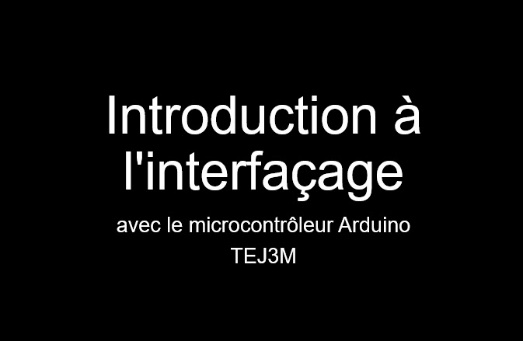 Introduction à
l'interfaçage
avec le microcontrôleur Arduino
TEJ3M